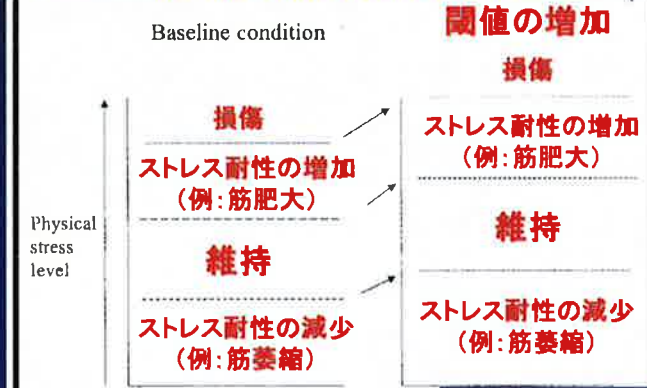 Baseline condition
閾値の増加
損傷
損傷
ストレス耐性の増加
(例:筋肥大)
ストレス耐性の増加
(例:筋肥大)
Physical
stress
level
維持
維持
ストレス耐性の減少
(例:筋萎縮)
ストレス耐性の減少
(例:筋萎縮)